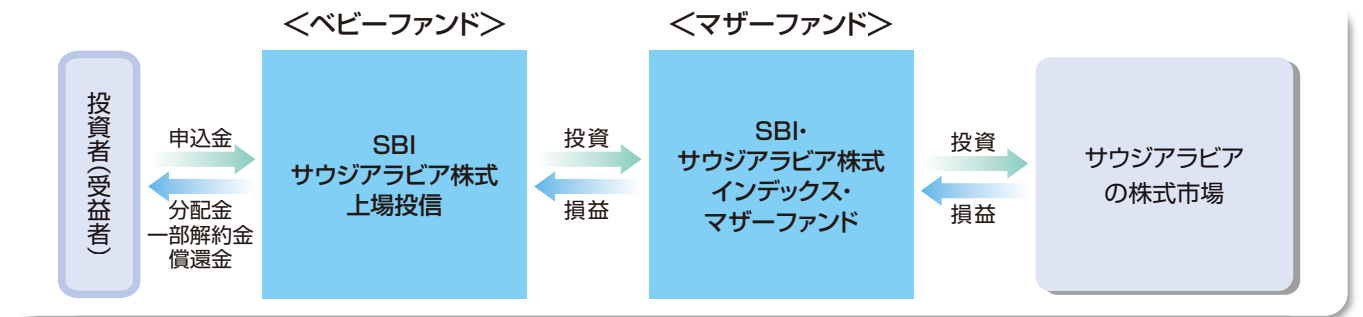 ＜ベビーファンド＞
＜マザーファンド＞
投資者(受益者)
申込金
分配金
一部解約金
償還金
SBI
サウジアラビア株式
上場投信
投資
損益
SBI・
サウジアラビア株式
インデックス・
マザーファンド
投資
損益
サウジアラビア
の株式市場